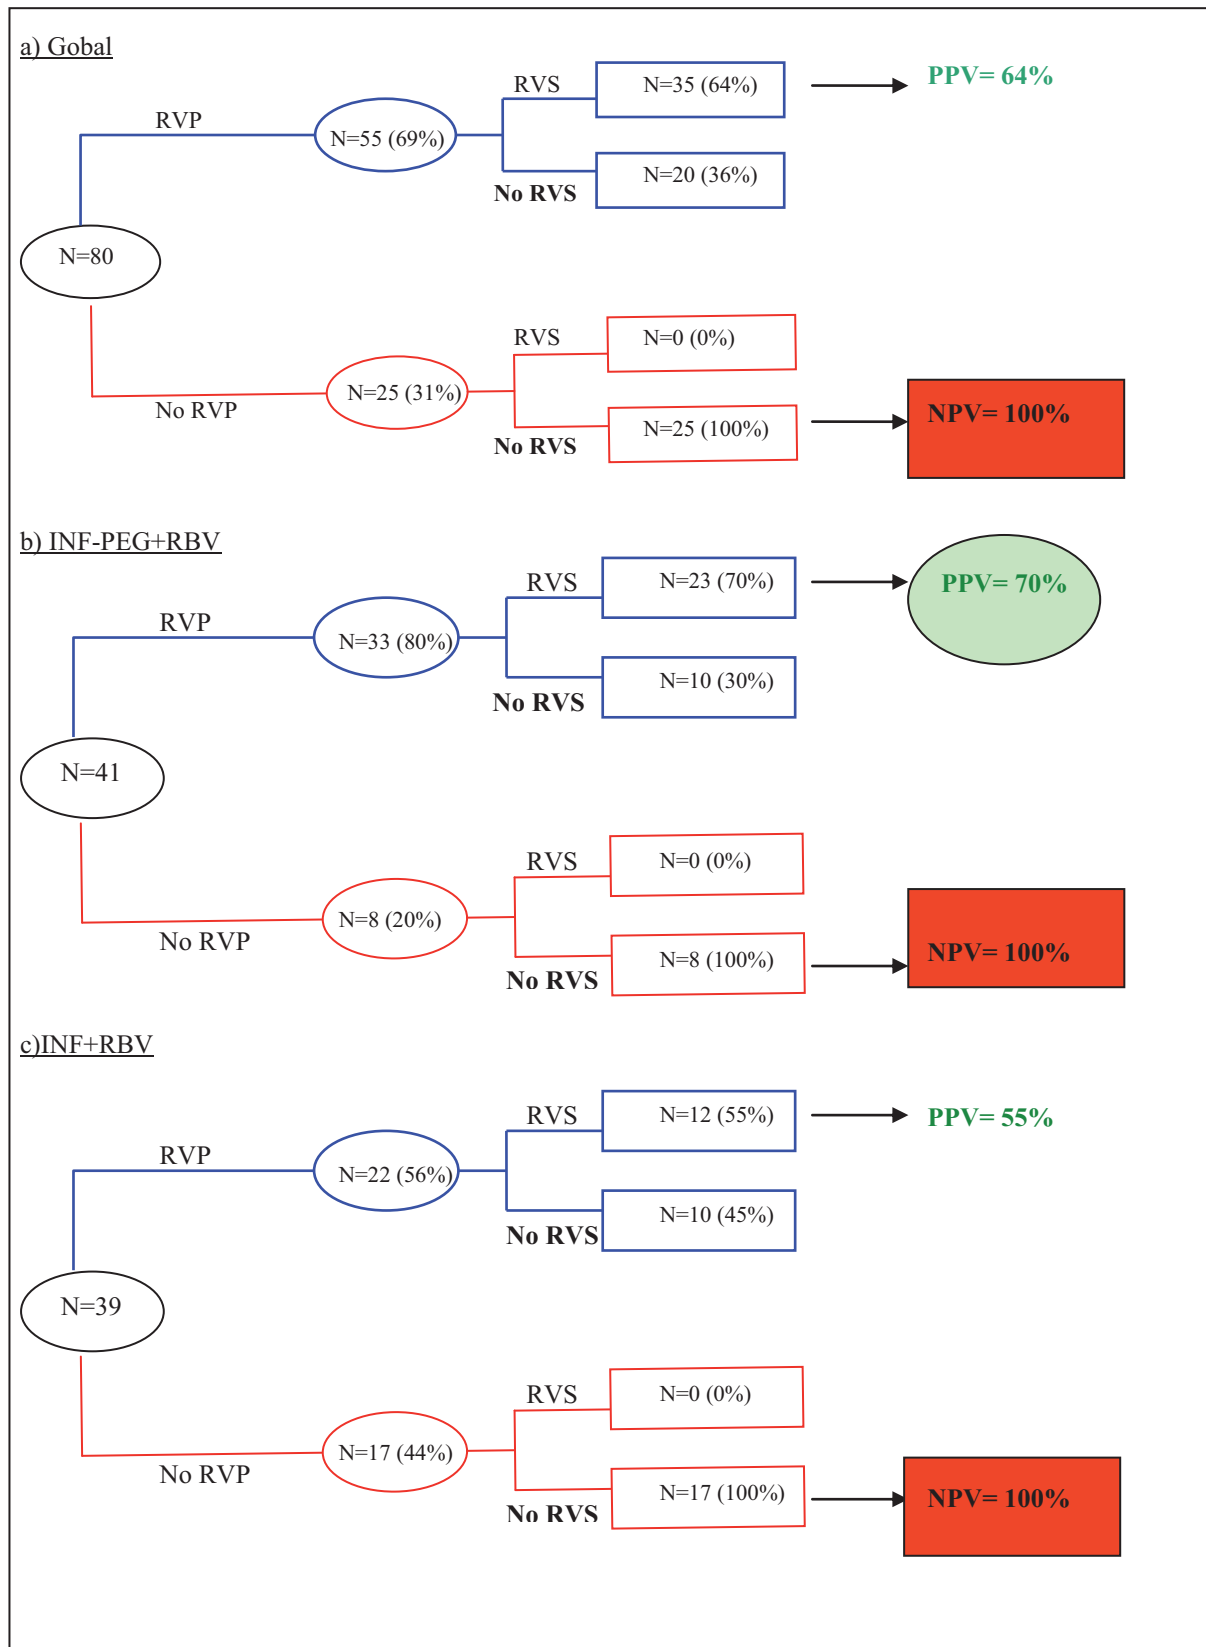 a) Gobal
PPV= 64%
RVS
N=35 (64%)
RVP
N=55 (69%)
N=20 (36%)
No RVS
N=80
RVS
N=0 (0%)
N=25 (31%)
No RVP
NPV= 100%
N=25 (100%)
No RVS
b) INF-PEG+RBV
RVS
N=23 (70%)
PPV= 70%
RVP
N=33 (80%)
N=10 (30%)
No RVS
N=41
RVS
N=0 (0%)
N=8 (20%)
No RVP
N=8 (100%)
NPV= 100%
No RVS
c)INF+RBV
RVS
N=12 (55%)
PPV= 55%
RVP
N=22 (56%)
N=10 (45%)
No RVS
N=39
RVS
N=0 (0%)
N=17 (44%)
No RVP
N=17 (100%)
NPV= 100%
No RVS